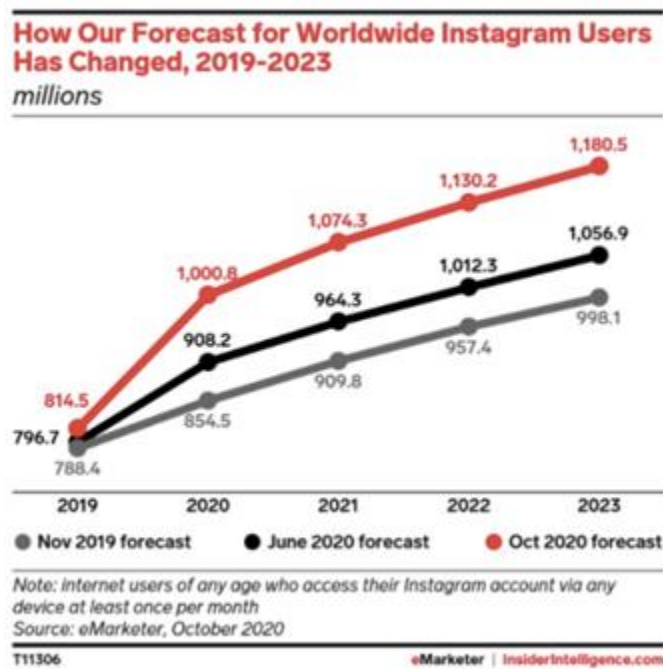 How Our Forecast for Worldwide Instagram Users
Has Changed, 2019-2023
millions
1,180.5
1,130.2
1,074.3
1,056.9
1,000.8
1,012.3
964.3
998.1
908.2
957.4
909.8
814.5
854.5
796.7
788.4
2019 2020 2021 2022 2023
Nov 2019 forecast June 2020 forecast Oct 2020 forecast
Note: internet users of any age who access their Instagram account via any
device at least once per month
Source: eMarketer, October 2020
T11306 eMarketer | InsiderIntelligence.com